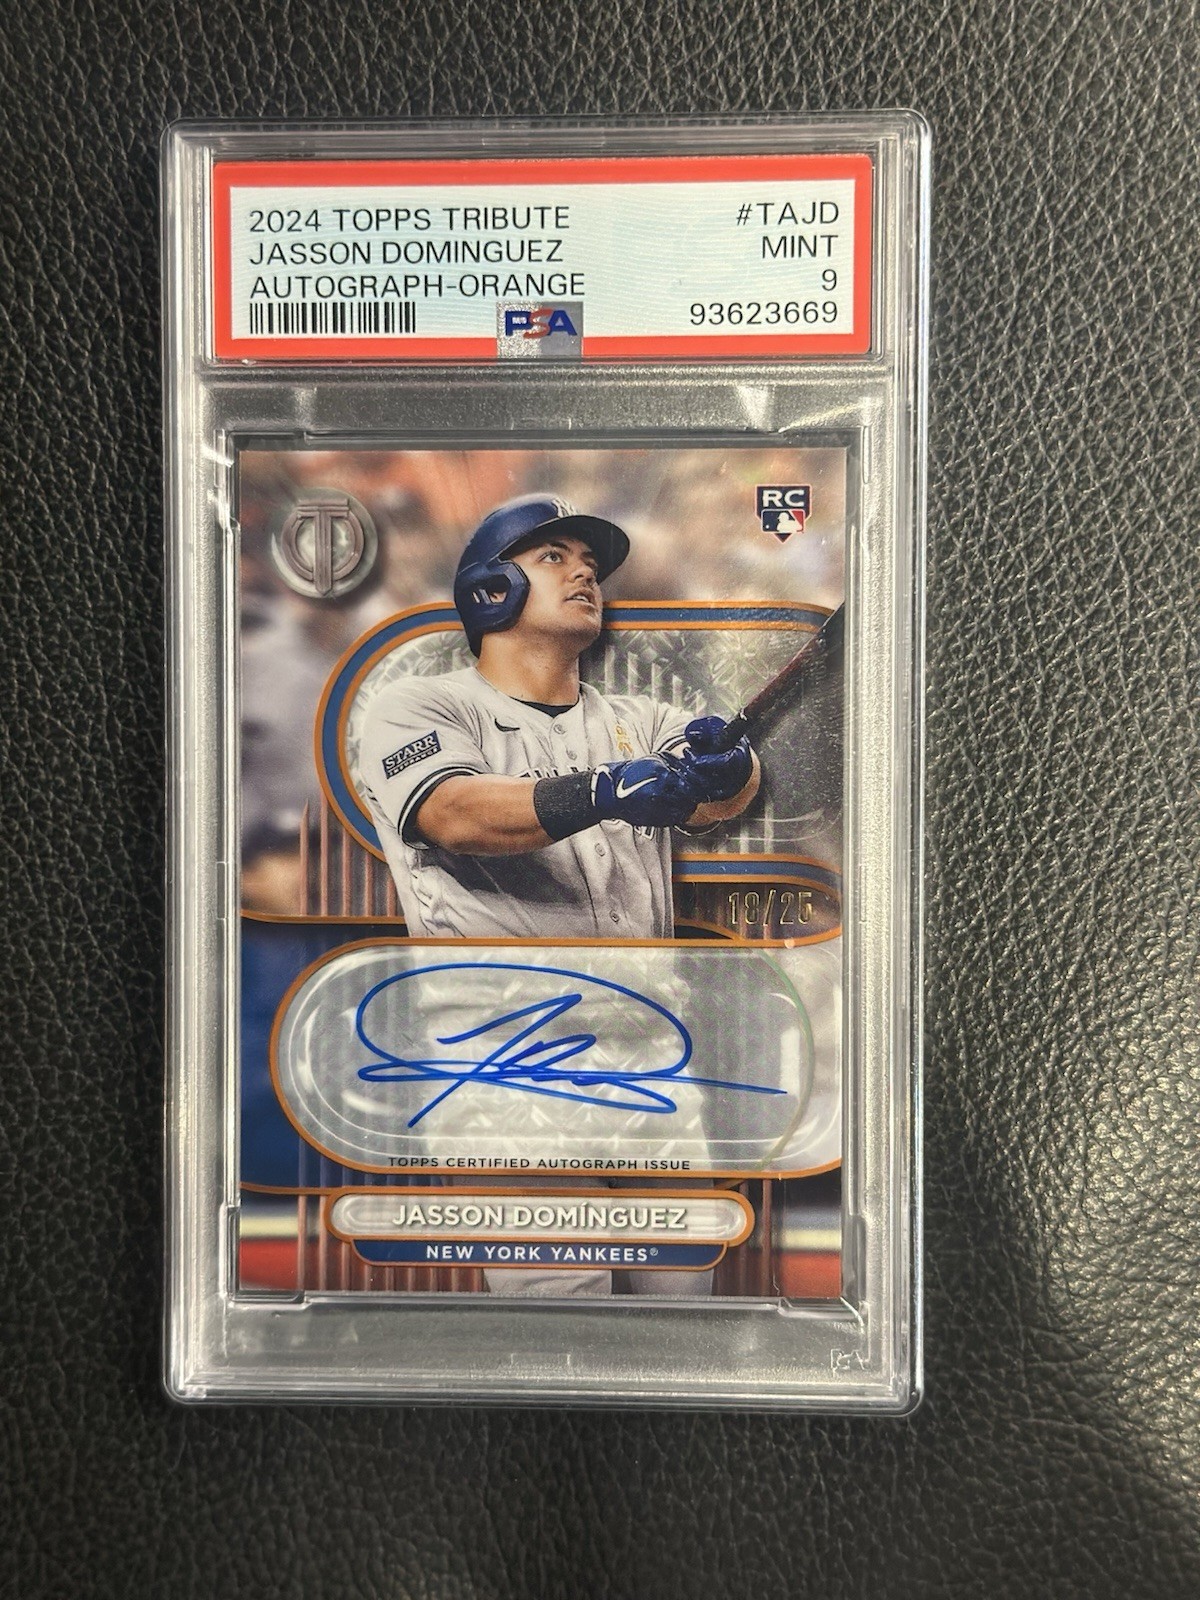 2024 TOPPS TRIBUTE #TAJD
JASSON DOMINGUEZ MINT
AUTOGRAPH-ORANGE 9
PSA 93623669
RC
STARR
INSURANCE
18/25
TOPPS CERTIFIED AUTOGRAPH ISSUE
JASSON DOMÍNGUEZ
NEW YORK YANKEES®